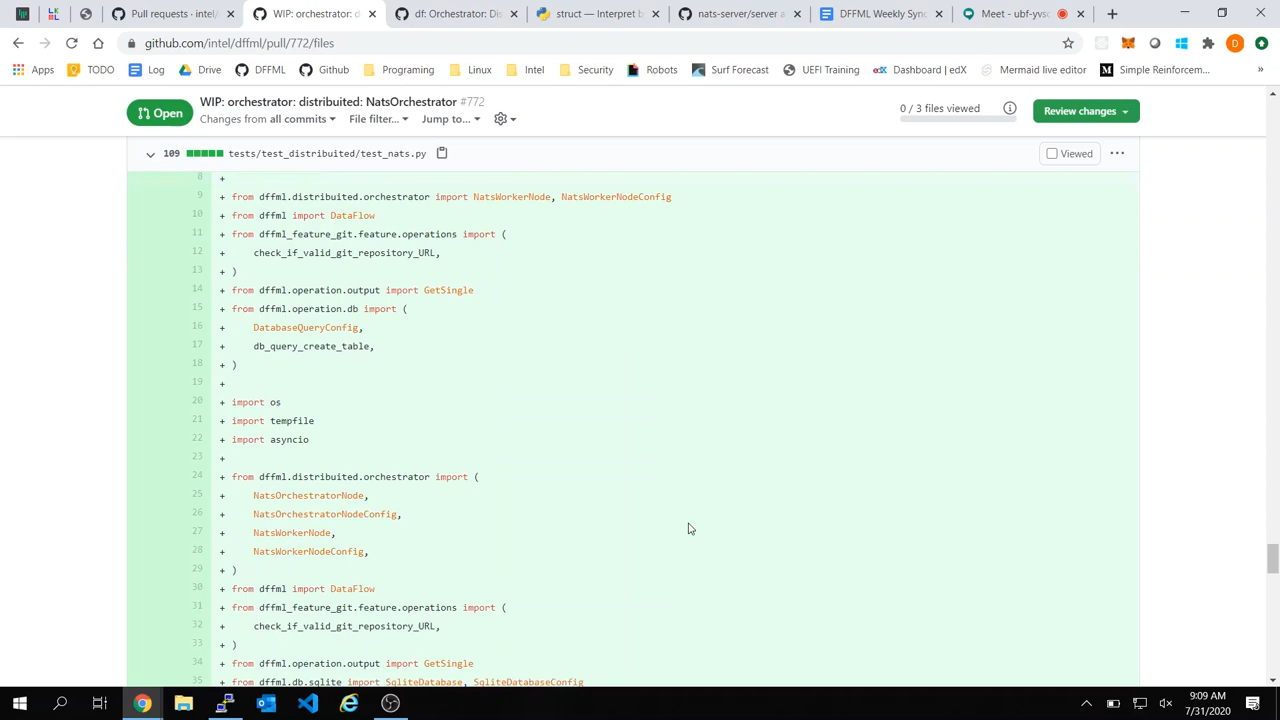 Pull requests · intel/
WIP: orchestrator: d
df: Orchestrator: Di
struct — Interpret b
nats-server/server a
DFFML Weekly Sync
Meet - ubf-yvs
github.com/intel/dffml/pull/772/files
Apps
TODO
Log
Drive
DFFML
Github
Programing
Linux
Intel
Security
Robots
Surf Forecast
UEFI Training
Dashboard | edX
Mermaid live editor
Simple Reinforcem...
»
Open
WIP: orchestrator: distribuited: NatsOrchestrator #772
Changes from all commits
File filter...
Jump to...
0 / 3 files viewed
Review changes
109 tests/test_distribuited/test_nats.py
Viewed
8 +
9 + from dffml.distribuited.orchestrator import NatsWorkerNode, NatsWorkerNodeConfig
10 + from dffml import DataFlow
11 + from dffml_feature_git.feature.operations import (
12 + check_if_valid_git_repository_URL,
13 + )
14 + from dffml.operation.output import GetSingle
15 + from dffml.operation.db import (
16 + DatabaseQueryConfig,
17 + db_query_create_table,
18 + )
19 +
20 + import os
21 + import tempfile
22 + import asyncio
23 +
24 + from dffml.distribuited.orchestrator import (
25 + NatsOrchestratorNode,
26 + NatsOrchestratorNodeConfig,
27 + NatsWorkerNode,
28 + NatsWorkerNodeConfig,
29 + )
30 + from dffml import DataFlow
31 + from dffml_feature_git.feature.operations import (
32 + check_if_valid_git_repository_URL,
33 + )
34 + from dffml.operation.output import GetSingle
35 + from dffml.db.sqlite import SqliteDatabase, SqliteDatabaseConfig
9:09 AM
7/31/2020